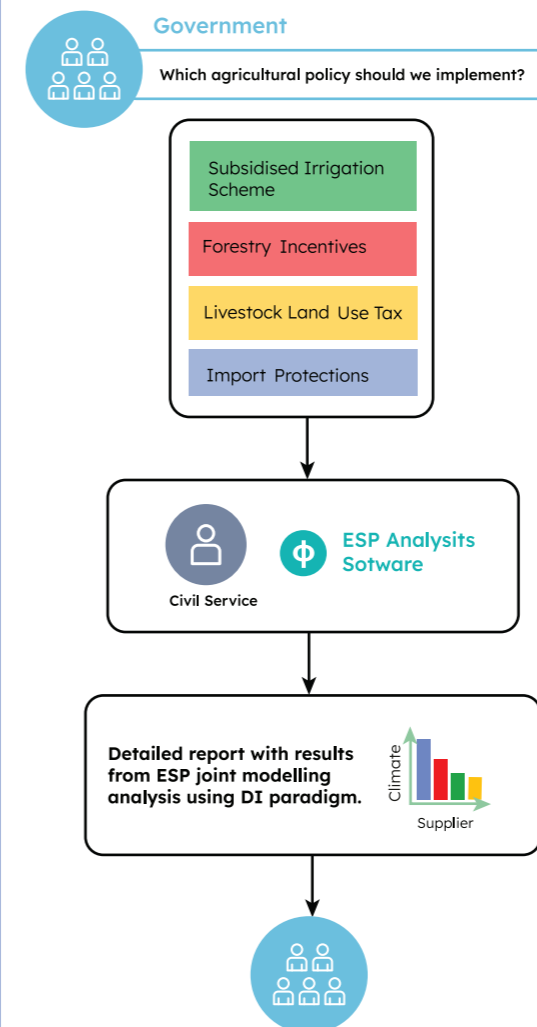 Government
Which agricultural policy should we implement?
Subsidised Irrigation
Scheme
Forestry Incentives
Livestock Land Use Tax
Import Protections
Φ
ESP Analysits
Sotware
Civil Service
Detailed report with results
from ESP joint modelling
analysis using DI paradigm.
Climate
Supplier